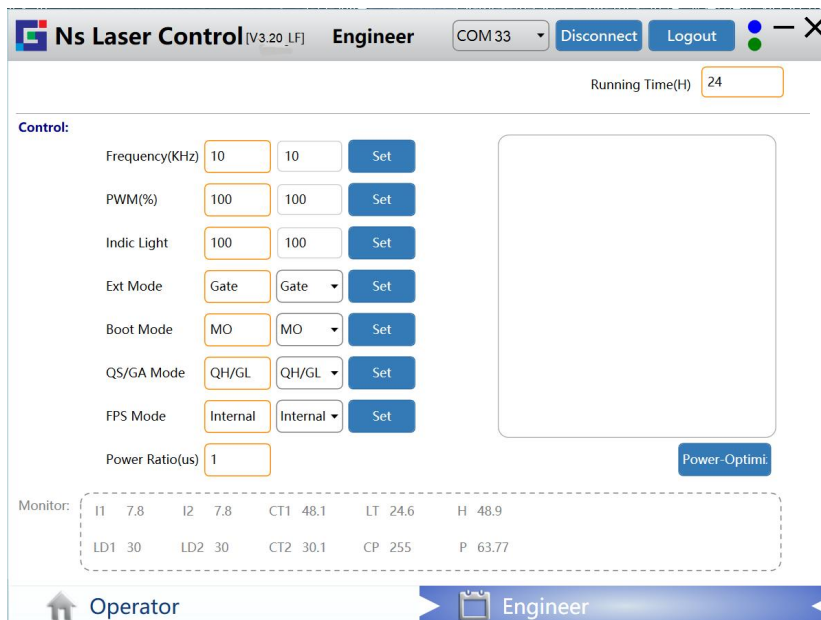 Ns Laser Control [V3.20_LF] Engineer COM 33 Disconnect Logout
Running Time(H) 24
Control:
Frequency(KHz) 10 10 Set
PWM(%) 100 100 Set
Indic Light 100 100 Set
Ext Mode Gate Gate Set
Boot Mode MO MO Set
QS/GA Mode QH/GL QH/GL Set
FPS Mode Internal Internal Set
Power Ratio(us) 1 Power-Optimi
Monitor: I1 7.8 I2 7.8 CT1 48.1 LT 24.6 H 48.9
LD1 30 LD2 30 CT2 30.1 CP 255 P 63.77
Operator Engineer